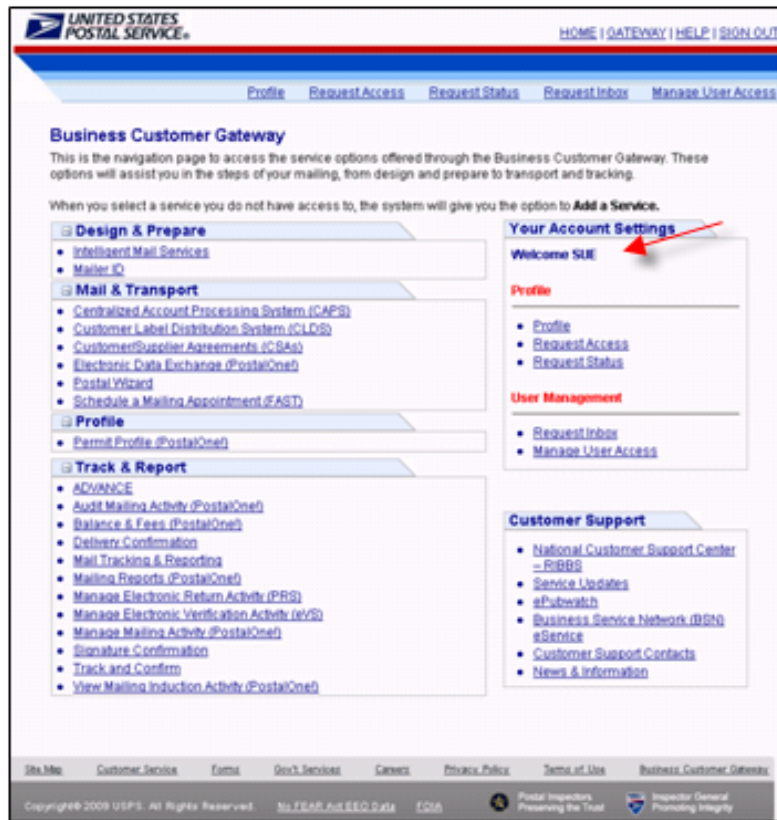 UNITED STATES
POSTAL SERVICE®
HOME | GATEWAY | HELP | SIGN OUT
Profile Request Access Request Status Request Inbox Manage User Access
Business Customer Gateway
This is the navigation page to access the service options offered through the Business Customer Gateway. These
options will assist you in the steps of your mailing, from design and prepare to transport and tracking.
When you select a service you do not have access to, the system will give you the option to Add a Service.
Design & Prepare
Intelligent Mail Services
Mailer ID
Mail & Transport
Centralized Account Processing System (CAPS)
Customer Label Distribution System (CLDS)
Customer/Supplier Agreements (CSAs)
Electronic Data Exchange (PostalOne!)
Postal Wizard
Schedule a Mailing Appointment (FAST)
Profile
Permit Profile (PostalOne!)
Track & Report
ADVANCE
Audit Mailing Activity (PostalOne!)
Balance & Fees (PostalOne!)
Delivery Confirmation
Mail Tracking & Reporting
Mailing Reports (PostalOne!)
Manage Electronic Return Activity (PRS)
Manage Electronic Verification Activity (eVS)
Manage Mailing Activity (PostalOne!)
Signature Confirmation
Track and Confirm
View Mailing Induction Activity (PostalOne!)
Your Account Settings
Welcome SUE
Profile
Profile
Request Access
Request Status
User Management
Request Inbox
Manage User Access
Customer Support
National Customer Support Center
– RIBBS
Service Updates
ePubwatch
Business Service Network (BSN)
eService
Customer Support Contacts
News & Information
Site Map Customer Service Forms Gov't Services Careers Privacy Policy Terms of Use Business Customer Gateway
Copyright© 2009 USPS. All Rights Reserved. No FEAR Act EEO Data FOIA
Postal Inspectors
Preserving the Trust
Inspector General
Promoting Integrity